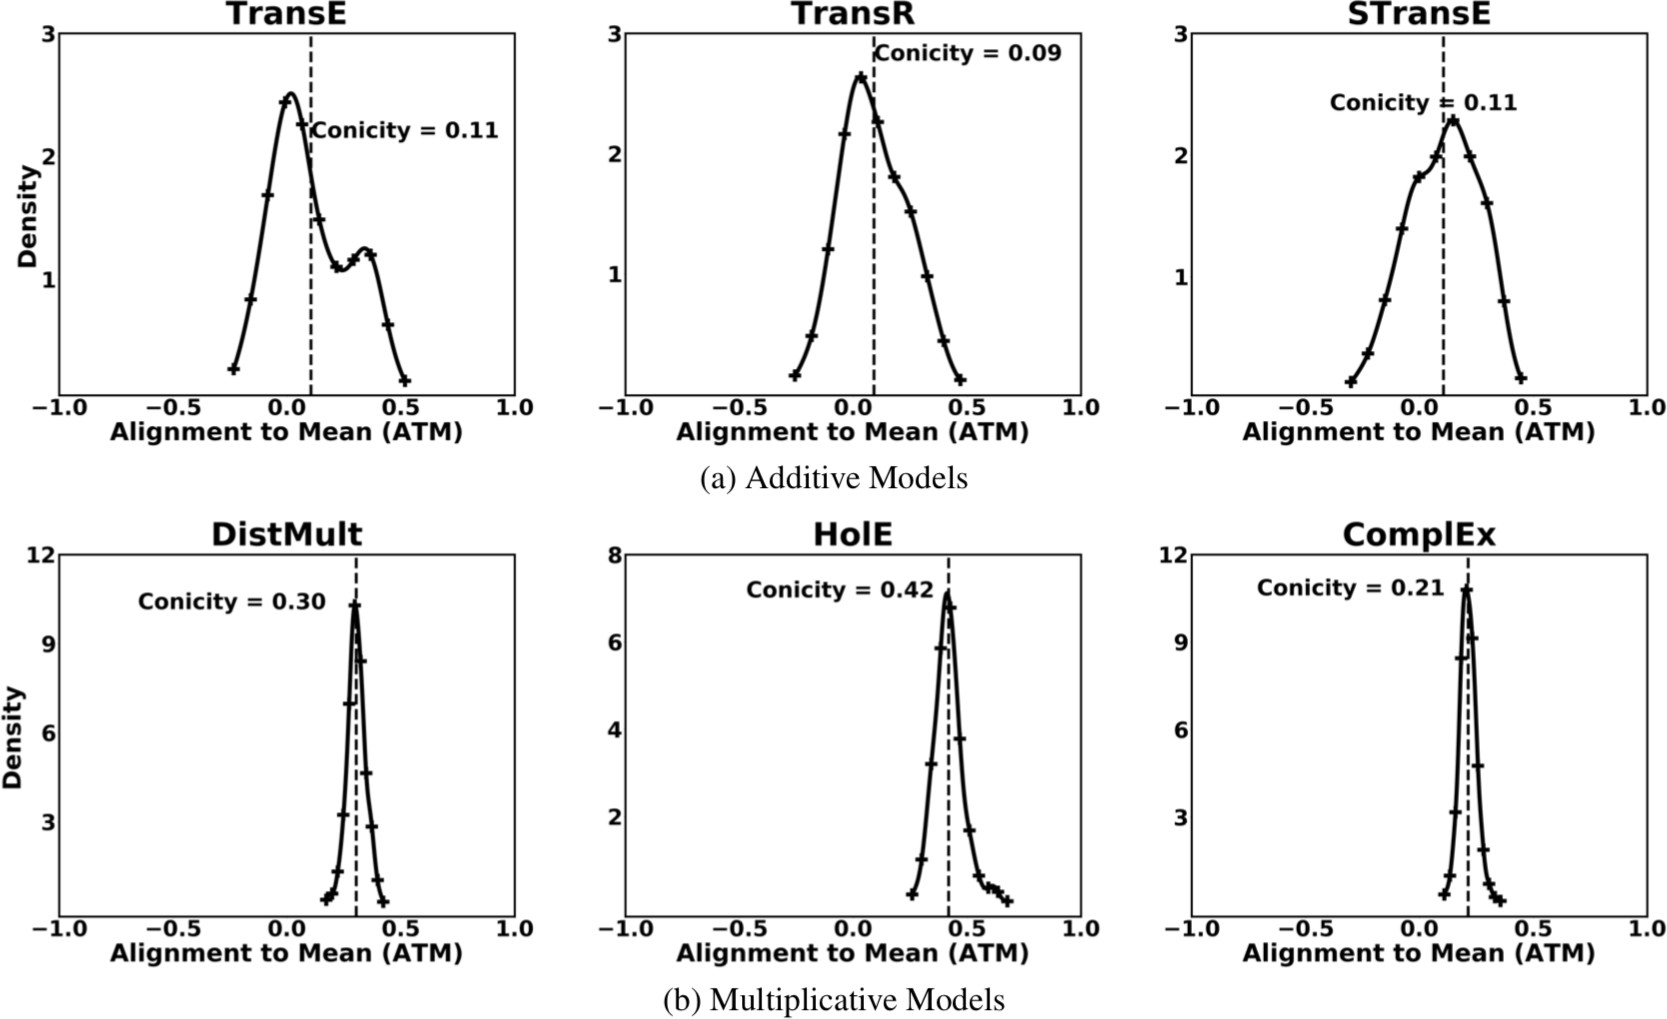 TransE
TransR
STransE
3
2
1
Density
Conicity = 0.11
−1.0 −0.5 0.0 0.5 1.0
Alignment to Mean (ATM)
3
2
1
Conicity = 0.09
−1.0 −0.5 0.0 0.5 1.0
Alignment to Mean (ATM)
3
2
1
Conicity = 0.11
−1.0 −0.5 0.0 0.5 1.0
Alignment to Mean (ATM)
(a) Additive Models
DistMult
HolE
ComplEx
12
9
6
3
Density
Conicity = 0.30
−1.0 −0.5 0.0 0.5 1.0
Alignment to Mean (ATM)
8
6
4
2
Conicity = 0.42
−1.0 −0.5 0.0 0.5 1.0
Alignment to Mean (ATM)
12
9
6
3
Conicity = 0.21
−1.0 −0.5 0.0 0.5 1.0
Alignment to Mean (ATM)
(b) Multiplicative Models